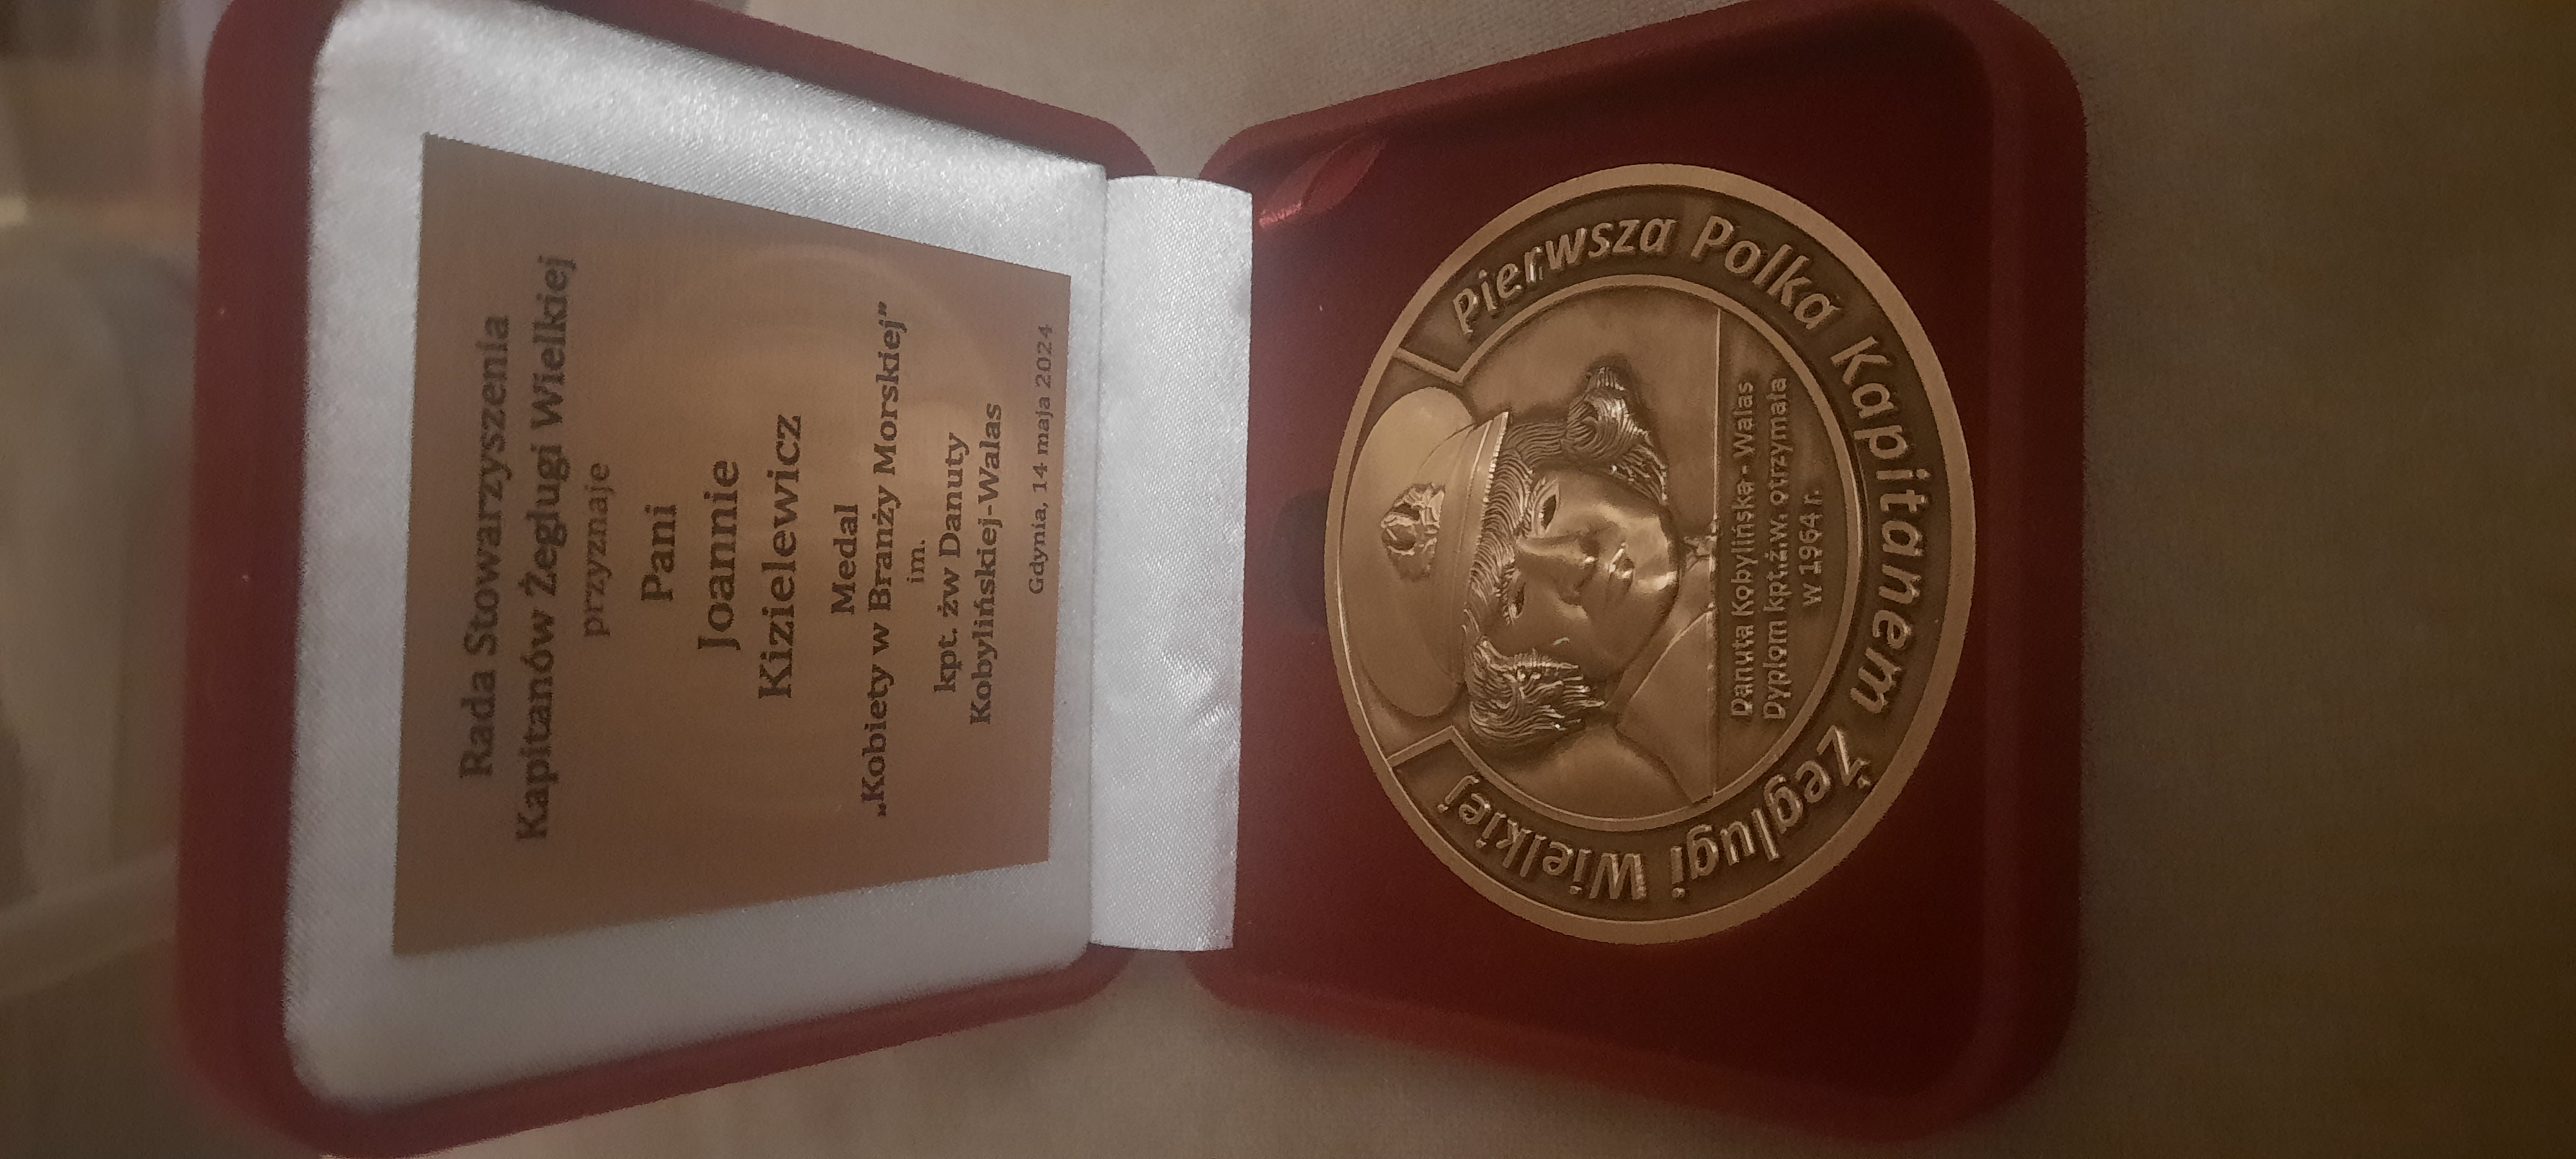 Rada Stowarzyszenia
Kapitanów Żeglugi Wielkiej
przyznaje
Pani
Joannie
Kizielewicz
Medal
„Kobiety w Branży Morskiej”
im.
kpt. żw Danuty
Kobylińskiej-Walas
Gdynia, 14 maja 2024
Pierwsza Polka Kapitanem Żeglugi Wielkiej
Danuta Kobylińska - Walas
Dyplom kpt.ż.w. otrzymała
w 1964 r.